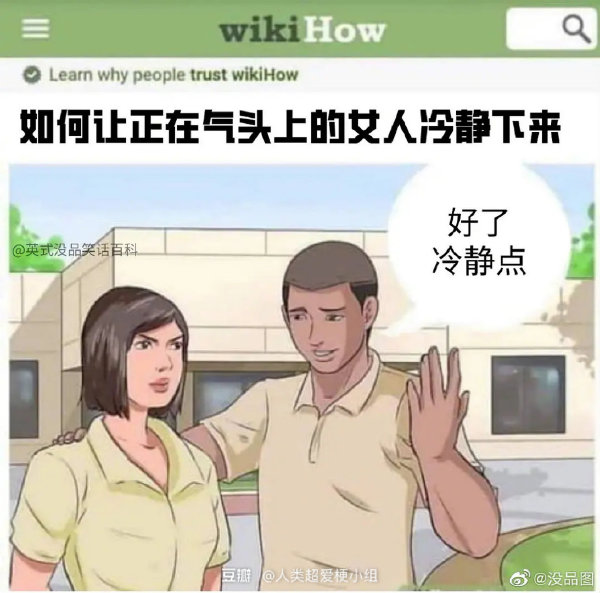 wikiHow
Learn why people trust wikiHow
如何让正在气头上的女人冷静下来
好了
冷静点
@英式没品笑话百科
豆瓣 @人类超爱梗小组
@没品图